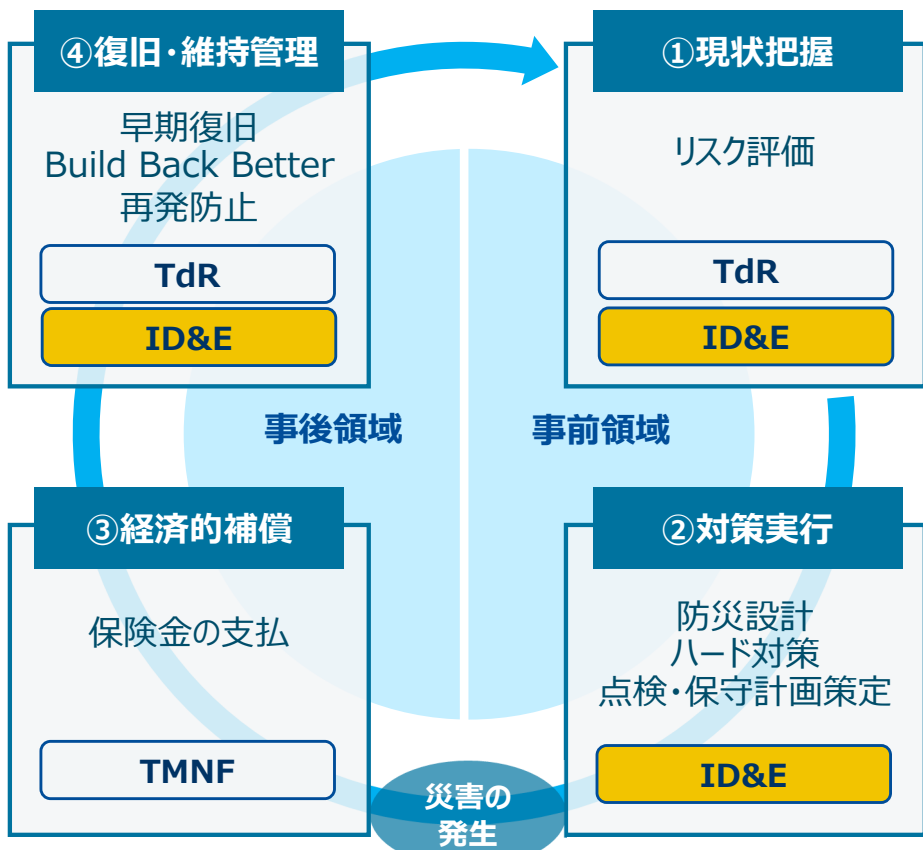 ①現状把握
リスク評価
TdR
ID&E
②対策実行
防災設計
ハード対策
点検・保守計画策定
ID&E
災害の
発生
③経済的補償
保険金の支払
TMNF
④復旧・維持管理
早期復旧
Build Back Better
再発防止
TdR
ID&E
事後領域
事前領域